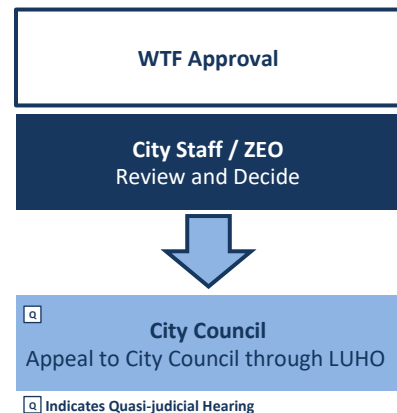 WTF Approval
City Staff / ZEO
Review and Decide
Q
City Council
Appeal to City Council through LUHO
Q Indicates Quasi-judicial Hearing